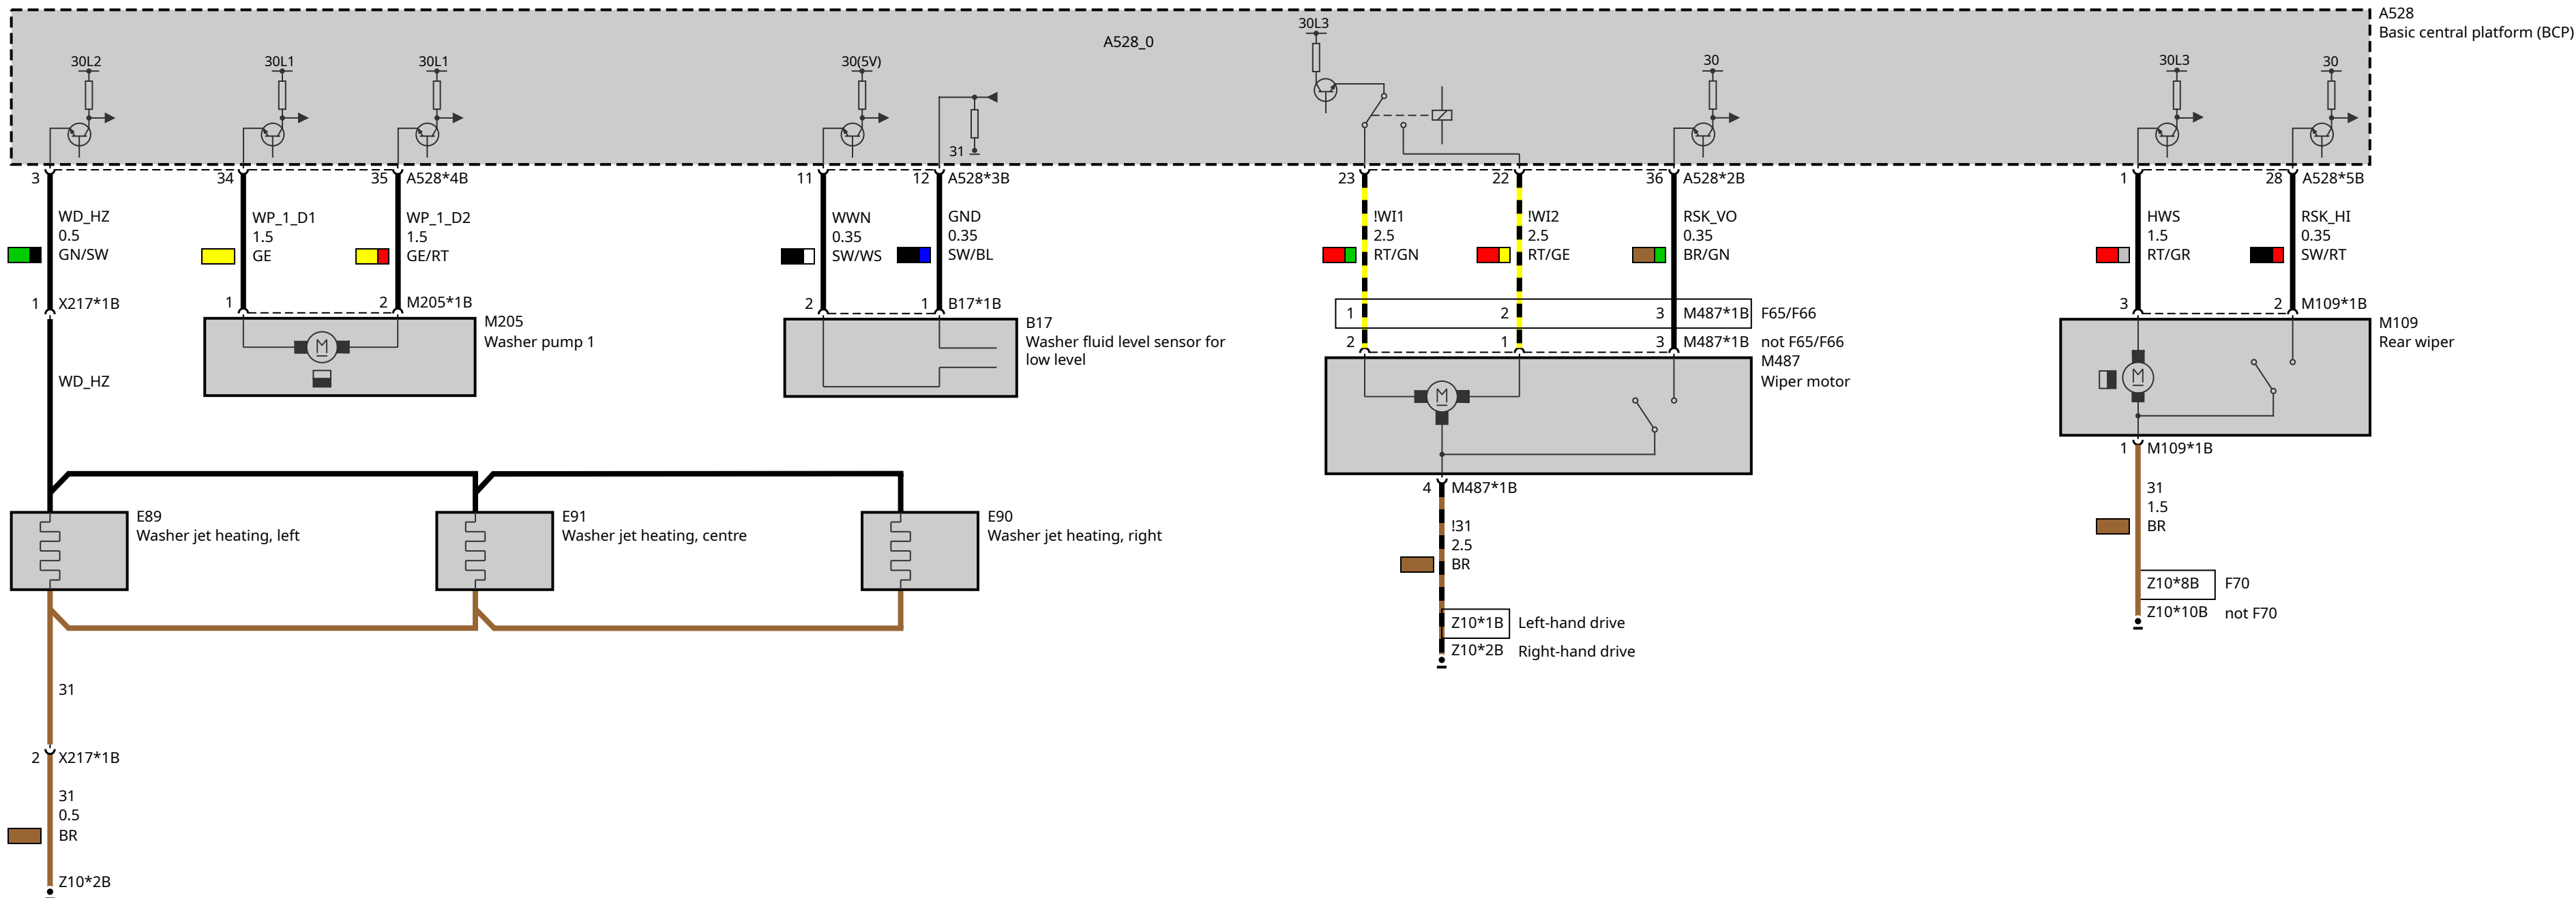 A528
Basic central platform (BCP)
A528_0
30L3
30L2
30L1
30L1
30(5V)
30
30L3
30
31
3
34
35
A528*4B
11
12
A528*3B
23
22
36
A528*2B
1
28
A528*5B
WD_HZ
0.5
GN/SW
WP_1_D1
1.5
GE
WP_1_D2
1.5
GE/RT
WWN
0.35
SW/WS
GND
0.35
SW/BL
!WI1
2.5
RT/GN
!WI2
2.5
RT/GE
RSK_VO
0.35
BR/GN
HWS
1.5
RT/GR
RSK_HI
0.35
SW/RT
1
X217*1B
1
2
M205*1B
2
1
B17*1B
1
2
3
M487*1B
F65/F66
2
1
3
M487*1B
not F65/F66
3
2
M109*1B
M
M205
Washer pump 1
B17
Washer fluid level sensor for
low level
M
M487
Wiper motor
M
M109
Rear wiper
WD_HZ
1
M109*1B
4
M487*1B
31
1.5
BR
E89
Washer jet heating, left
E91
Washer jet heating, centre
E90
Washer jet heating, right
!31
2.5
BR
Z10*8B
F70
Z10*10B
not F70
Z10*1B
Left-hand drive
Z10*2B
Right-hand drive
31
2
X217*1B
31
0.5
BR
Z10*2B